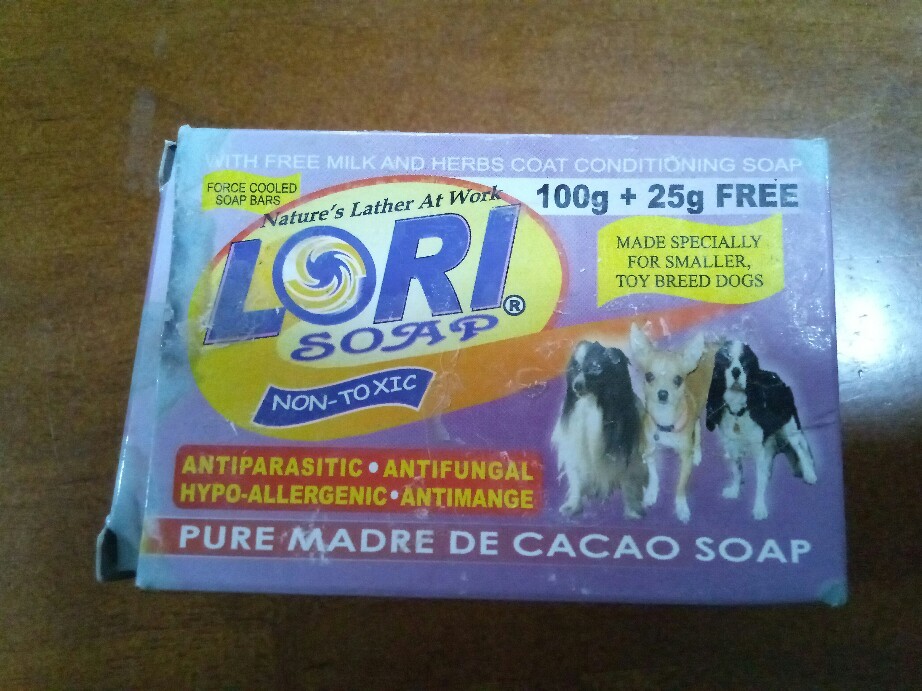 WITH FREE MILK AND HERBS COAT CONDITIONING SOAP
FORCE COOLED
SOAP BARS
Nature's Lather At Work
100g + 25g FREE
LORI
SOAP®
MADE SPECIALLY
FOR SMALLER,
TOY BREED DOGS
NON-TOXIC
ANTIPARASITIC • ANTIFUNGAL
HYPO-ALLERGENIC • ANTIMANGE
PURE MADRE DE CACAO SOAP